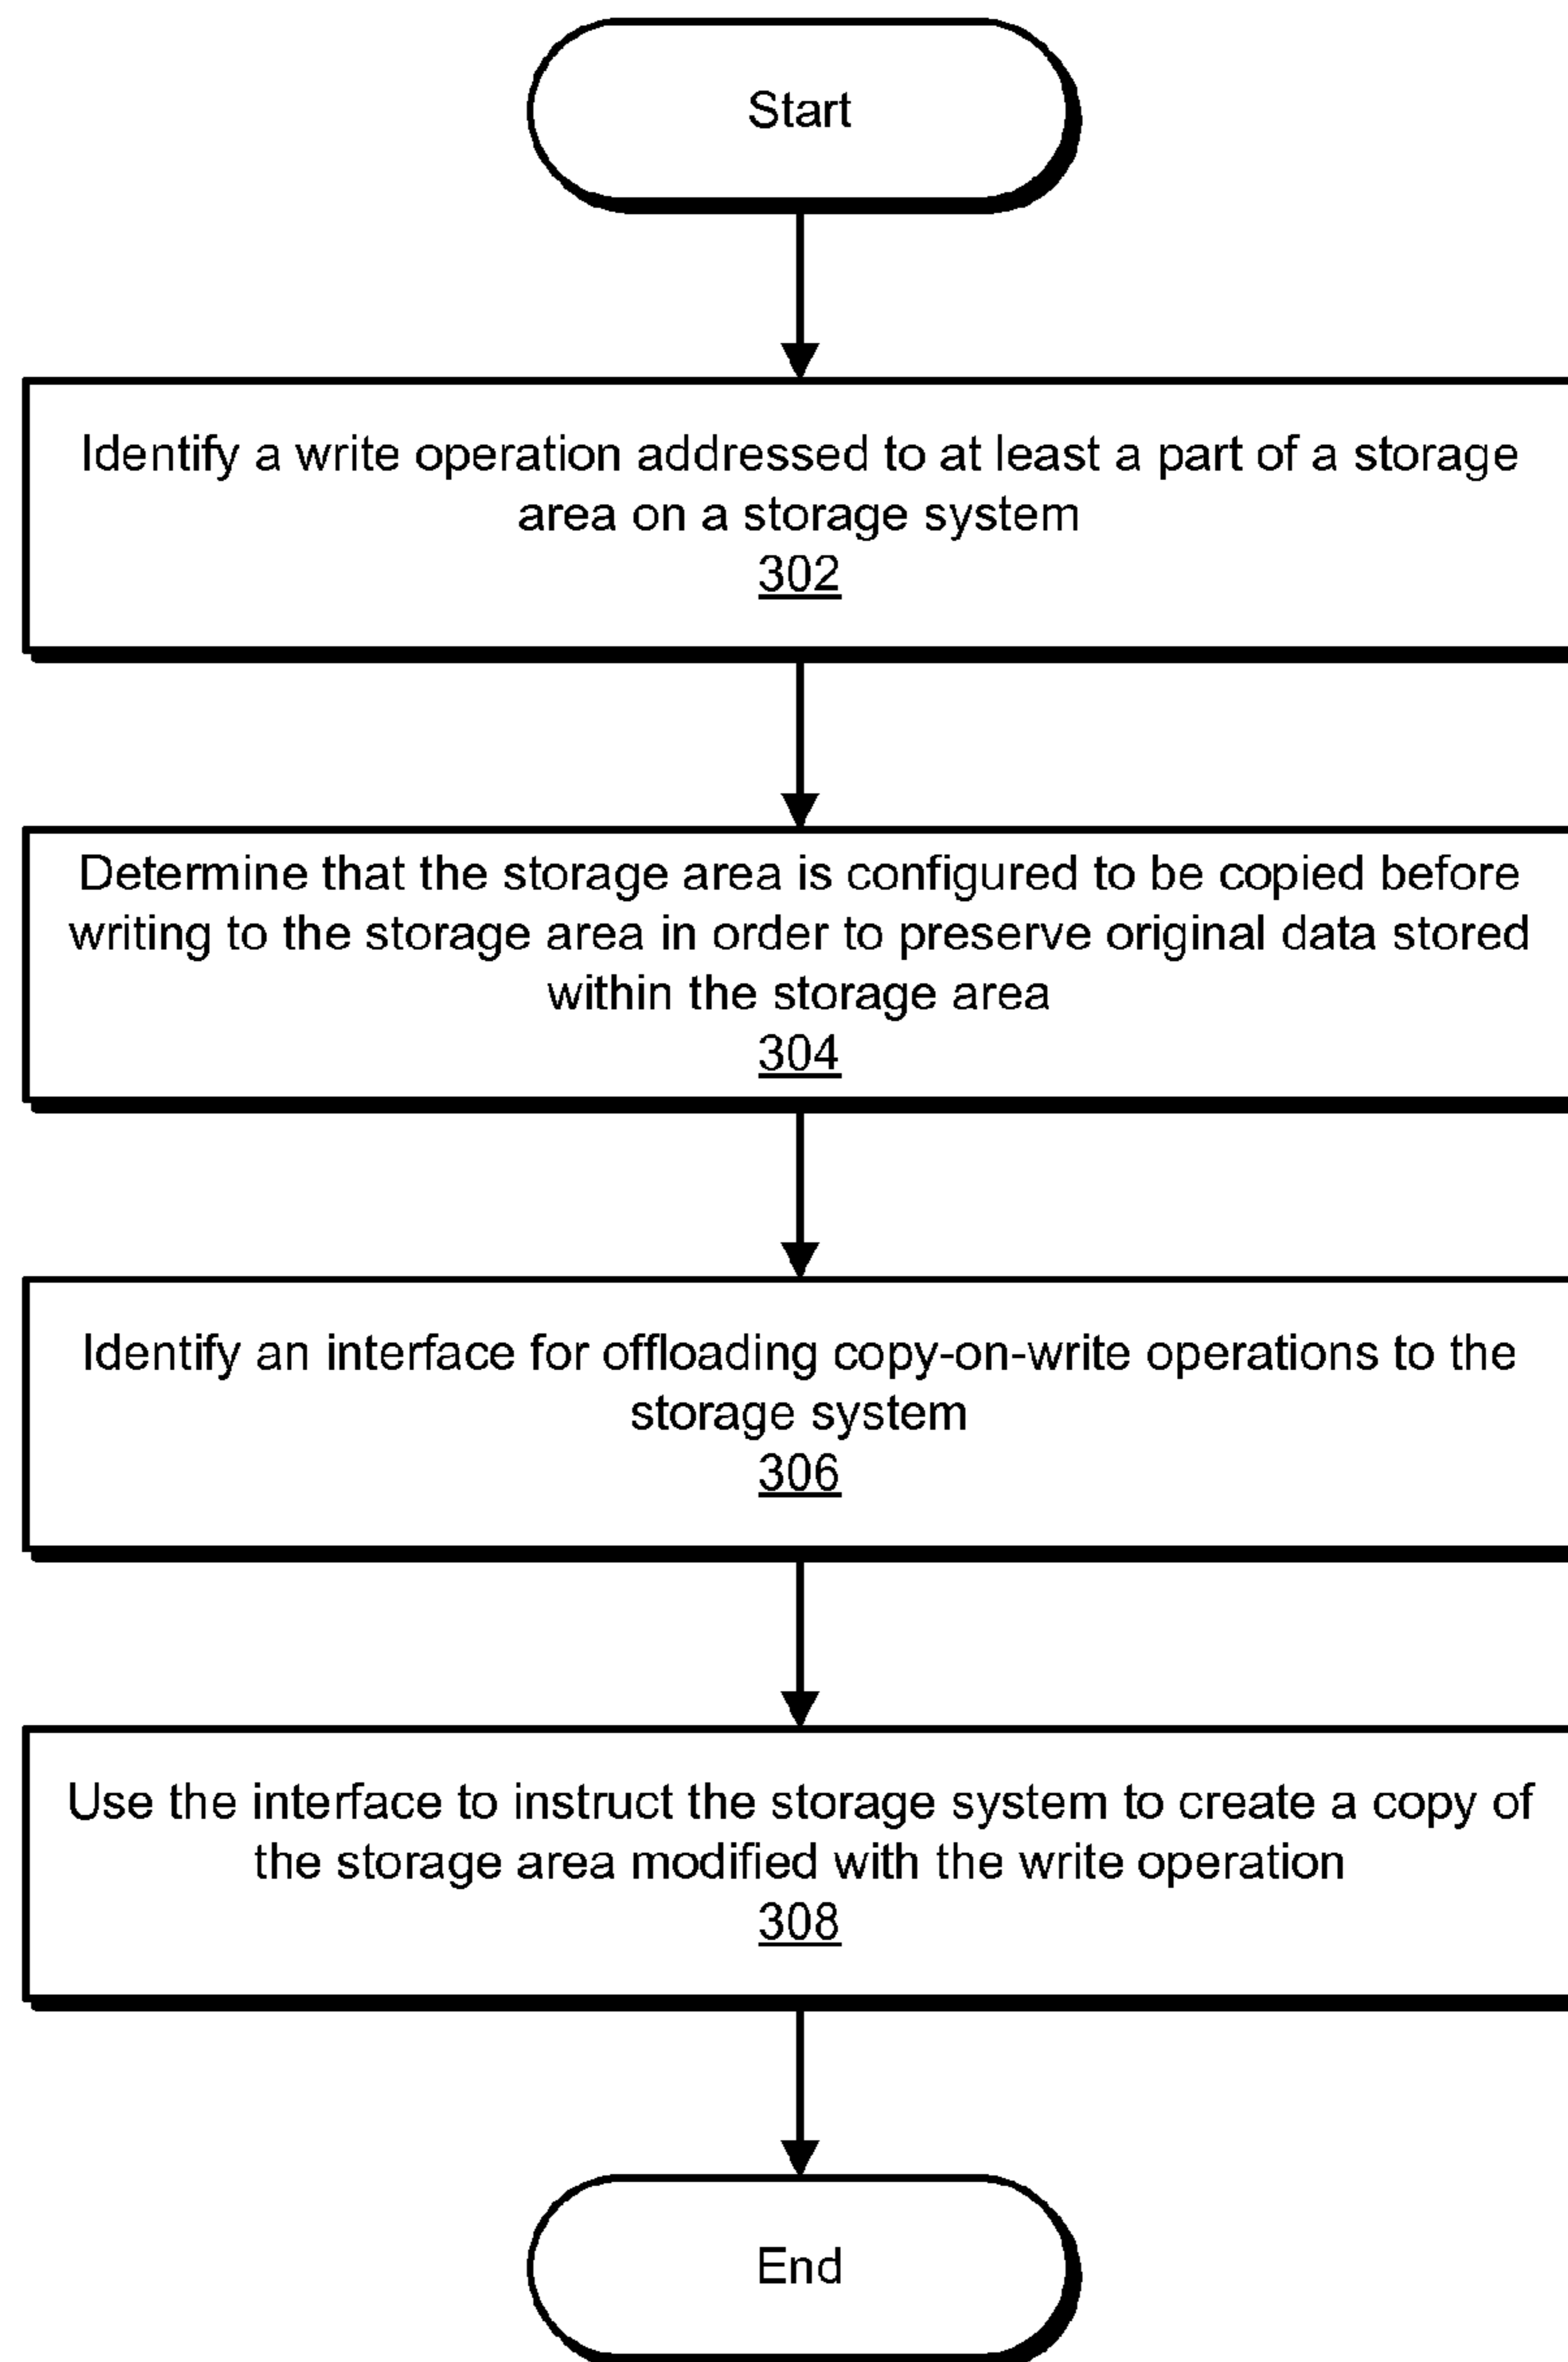 Start
Identify a write operation addressed to at least a part of a storage
area on a storage system
302
Determine that the storage area is configured to be copied before
writing to the storage area in order to preserve original data stored
within the storage area
304
Identify an interface for offloading copy-on-write operations to the
storage system
306
Use the interface to instruct the storage system to create a copy of
the storage area modified with the write operation
308
End